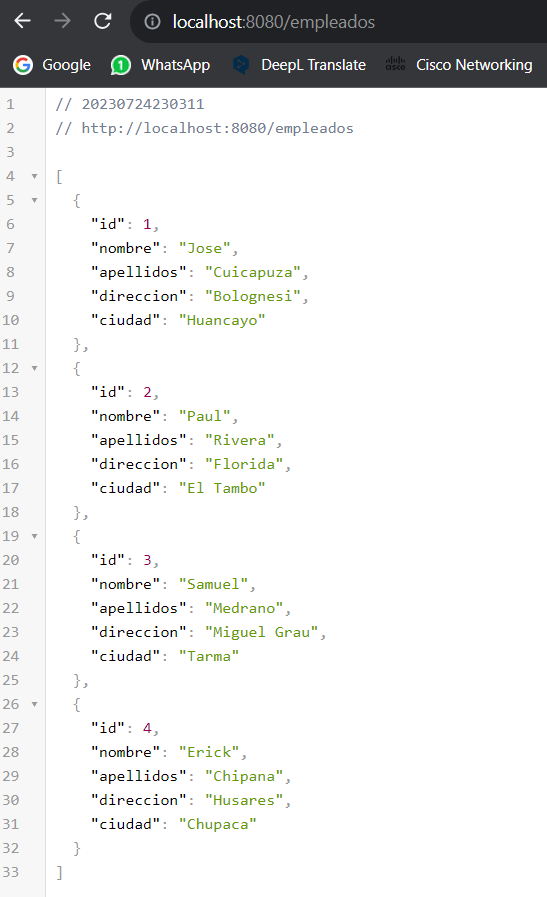 localhost:8080/empleados
Google WhatsApp DeepL Translate Cisco Networking
1 // 20230724230311
2 // http://localhost:8080/empleados
3
4 [
5 {
6 "id": 1,
7 "nombre": "Jose",
8 "apellidos": "Cuicapuza",
9 "direccion": "Bolognesi",
10 "ciudad": "Huancayo"
11 },
12 {
13 "id": 2,
14 "nombre": "Paul",
15 "apellidos": "Rivera",
16 "direccion": "Florida",
17 "ciudad": "El Tambo"
18 },
19 {
20 "id": 3,
21 "nombre": "Samuel",
22 "apellidos": "Medrano",
23 "direccion": "Miguel Grau",
24 "ciudad": "Tarma"
25 },
26 {
27 "id": 4,
28 "nombre": "Erick",
29 "apellidos": "Chipana",
30 "direccion": "Husares",
31 "ciudad": "Chupaca"
32 }
33 ]